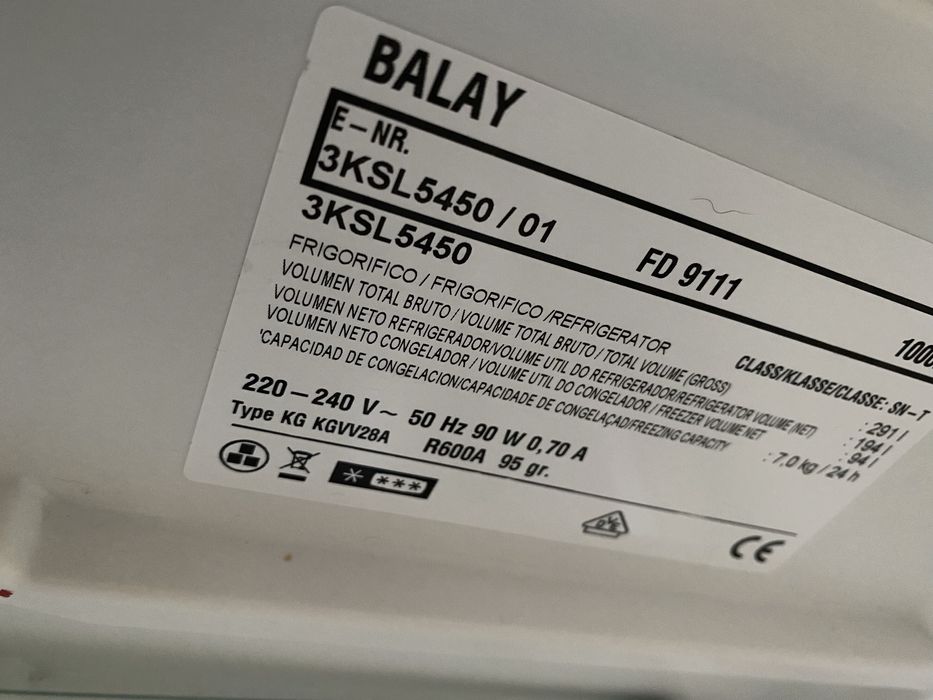 BALAY
E-NR.
3KSL5450 / 01
FD 9111
1000
3KSL5450
FRIGORIFICO / FRIGORIFICO /REFRIGERATOR
CLASS/KLASSE/CLASSE: SN-T
VOLUMEN TOTAL BRUTO / VOLUME TOTAL BRUTO / TOTAL VOLUME (GROSS) : 291 l
VOLUMEN NETO REFRIGERADOR/VOLUME UTIL DO REFRIGERADOR/REFRIGERATOR VOLUME (NET) : 194 l
VOLUMEN NETO CONGELADOR / VOLUME UTIL DO CONGELADOR / FREEZER VOLUME NET : 94 l
'CAPACIDAD DE CONGELACION/CAPACIDADE DE CONGELAÇAD/FREEZING CAPACITY : 7.0 kg / 24 h
220-240 V~ 50 Hz 90 W 0,70 A
Type KG KGVV28A R600A 95 gr.
* ***
CE